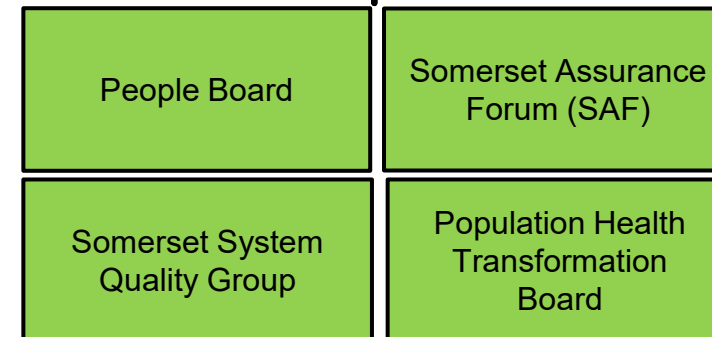 People Board
Somerset Assurance
Forum (SAF)
Somerset System
Quality Group
Population Health
Transformation
Board